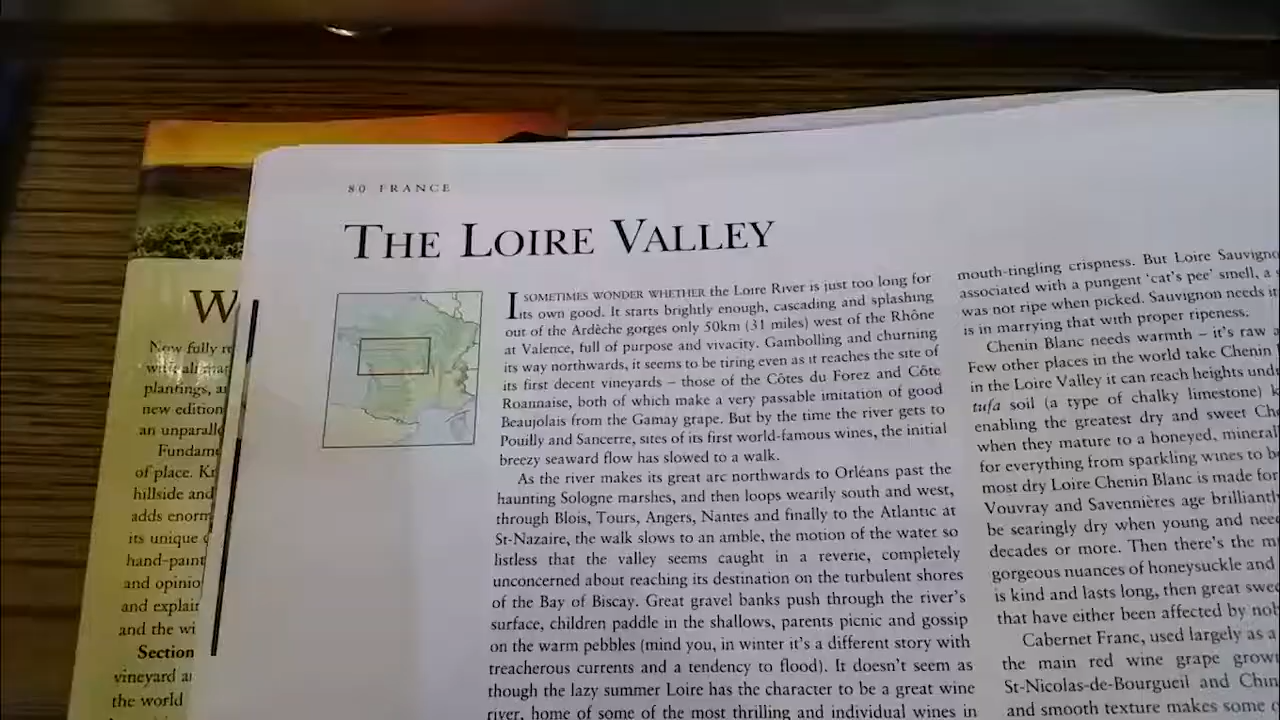 80 FRANCE
THE LOIRE VALLEY
I SOMETIMES WONDER WHETHER the Loire River is just too long for
its own good. It starts brightly enough, cascading and splashing
out of the Ardèche gorges only 50km (31 miles) west of the Rhône
at Valence, full of purpose and vivacity. Gambolling and churning
its way northwards, it seems to be tiring even as it reaches the site of
its first decent vineyards – those of the Côtes du Forez and Côte
Roannaise, both of which make a very passable imitation of good
Beaujolais from the Gamay grape. But by the time the river gets to
Pouilly and Sancerre, sites of its first world-famous wines, the initial
breezy seaward flow has slowed to a walk.
As the river makes its great arc northwards to Orléans past the
haunting Sologne marshes, and then loops wearily south and west,
through Blois, Tours, Angers, Nantes and finally to the Atlantic at
St-Nazaire, the walk slows to an amble, the motion of the water so
listless that the valley seems caught in a reverie, completely
unconcerned about reaching its destination on the turbulent shores
of the Bay of Biscay. Great gravel banks push through the river's
surface, children paddle in the shallows, parents picnic and gossip
on the warm pebbles (mind you, in winter it's a different story with
treacherous currents and a tendency to flood). It doesn't seem as
though the lazy summer Loire has the character to be a great wine
river, home of some of the most thrilling and individual wines in
mouth-tingling crispness. But Loire Sauvigno
associated with a pungent 'cat's pee' smell, a
was not ripe when picked. Sauvignon needs
is in marrying that with proper ripeness.
Chenin Blanc needs warmth – it's raw
Few other places in the world take Chenin
in the Loire Valley it can reach heights und
tufa soil (a type of chalky limestone) k
enabling the greatest dry and sweet Che
when they mature to a honeyed, mineral
for everything from sparkling wines to b
most dry Loire Chenin Blanc is made for
Vouvray and Savennières age brilliantl
be searingly dry when young and nee
decades or more. Then there's the m
gorgeous nuances of honeysuckle and
is kind and lasts long, then great swe
that have either been affected by nob
Cabernet Franc, used largely as a
the main red wine grape grow
St-Nicolas-de-Bourgueil and Chin
and smooth texture makes some
W
Now fully r
with all map
plantings, a
new edition
an unparalle
Fundam
of place. Kn
hillside and
adds enorm
its unique
hand-paint
and opinio
and explair
and the wi
Section
vineyard a
the world